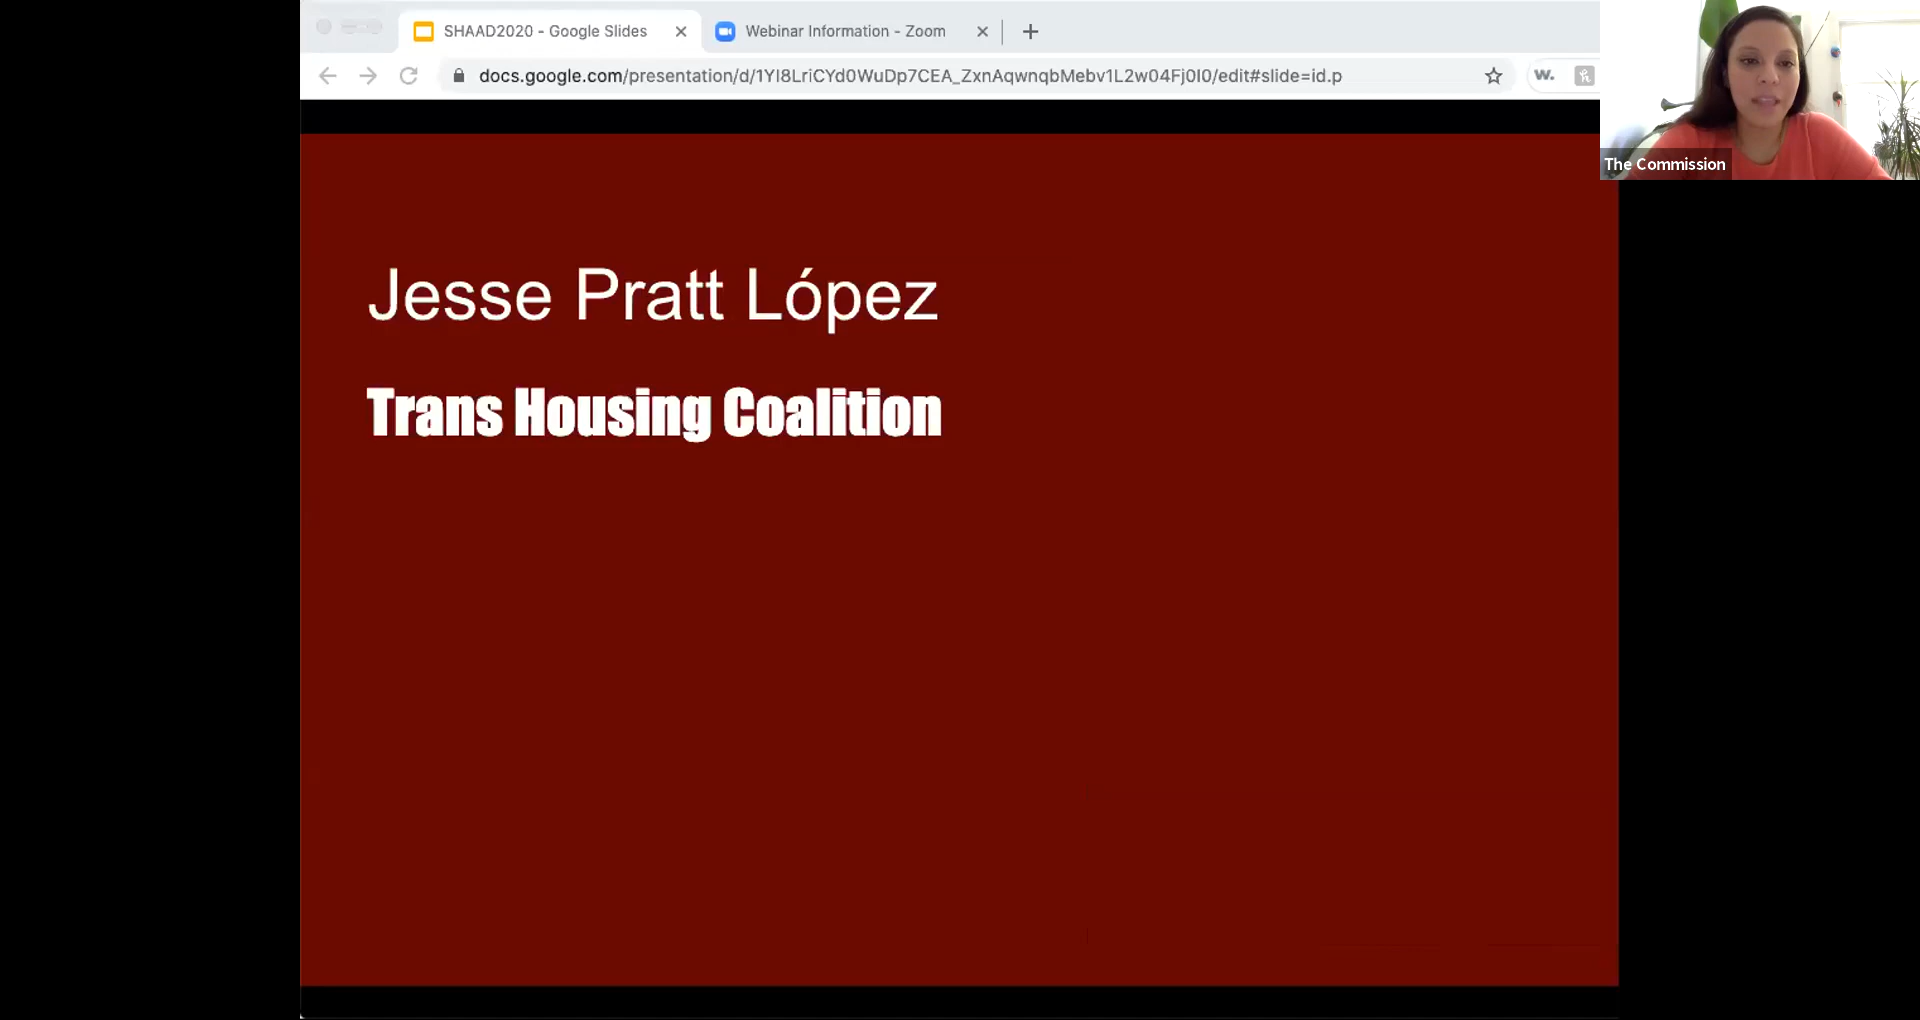 SHAAD2020 - Google Slides
Webinar Information - Zoom
docs.google.com/presentation/d/1YI8LriCYd0WuDp7CEA_ZxnAqwnqbMebv1L2w04Fj0I0/edit#slide=id.p
W.
The Commission
Jesse Pratt López
Trans Housing Coalition